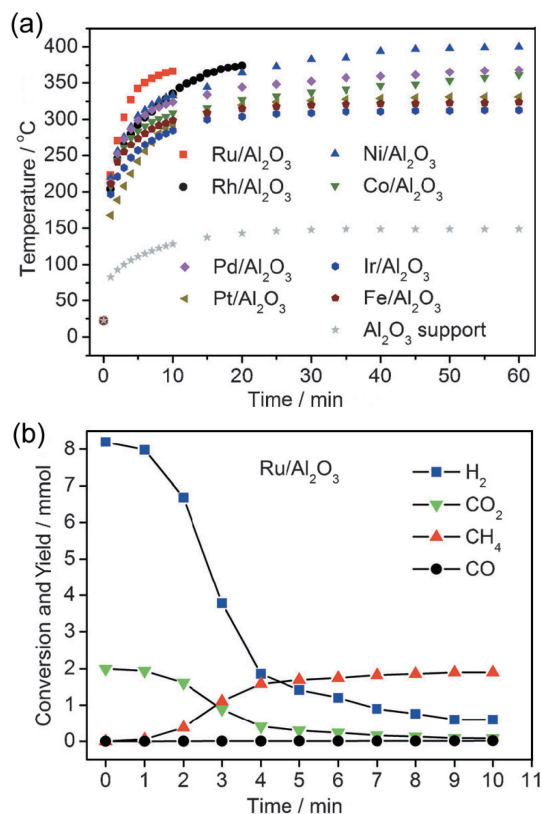 (a)
400
350
300
250
200
150
100
50
0
Temperature / °C
Ru/Al₂O₃ Ni/Al₂O₃
Rh/Al₂O₃ Co/Al₂O₃
Pd/Al₂O₃ Ir/Al₂O₃
Pt/Al₂O₃ Fe/Al₂O₃
Al₂O₃ support
0 10 20 30 40 50 60
Time / min
(b)
8
6
4
2
1
0
Conversion and Yield / mmol
Ru/Al₂O₃
H₂
CO₂
CH₄
CO
0 1 2 3 4 5 6 7 8 9 10 11
Time / min